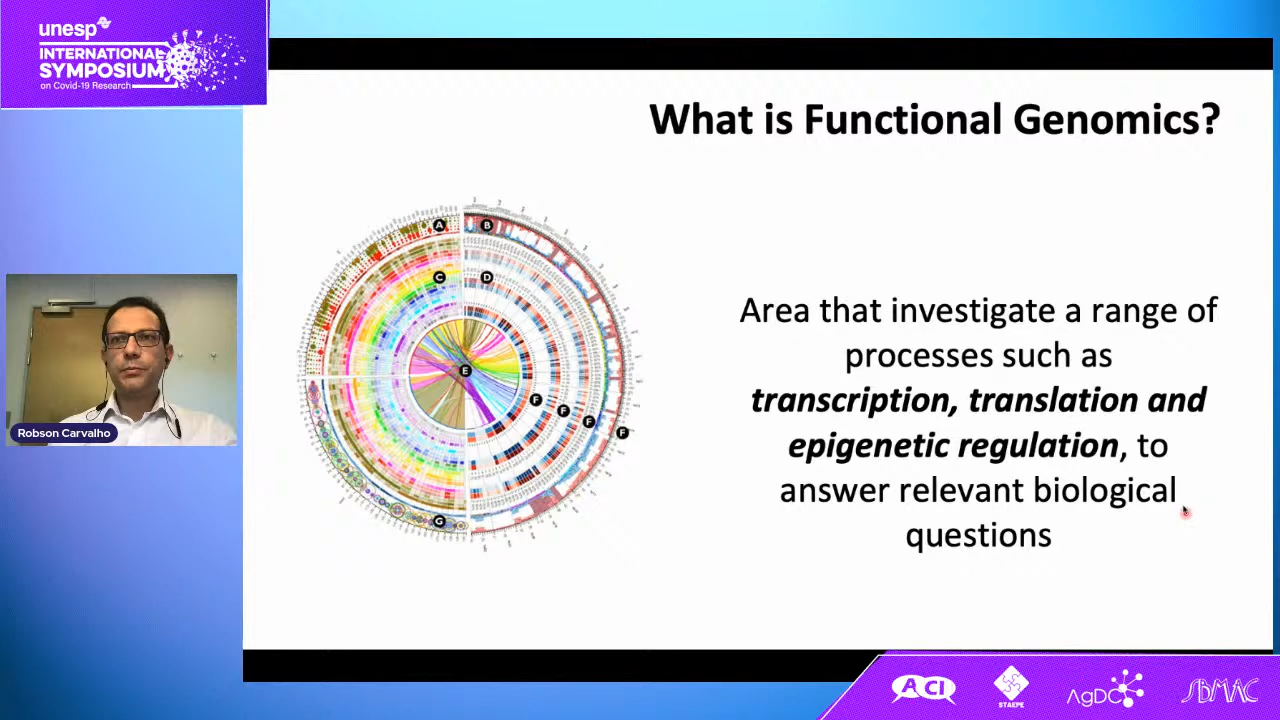 unesp
INTERNATIONAL
SYMPOSIUM
on Covid-19 Research
What is Functional Genomics?
A
B
C
D
E
F
F
F
F
G
Area that investigate a range of
processes such as
transcription, translation and
epigenetic regulation, to
answer relevant biological
questions
Robson Carvalho
ACI
STAEPE
AgDC
SBMAC